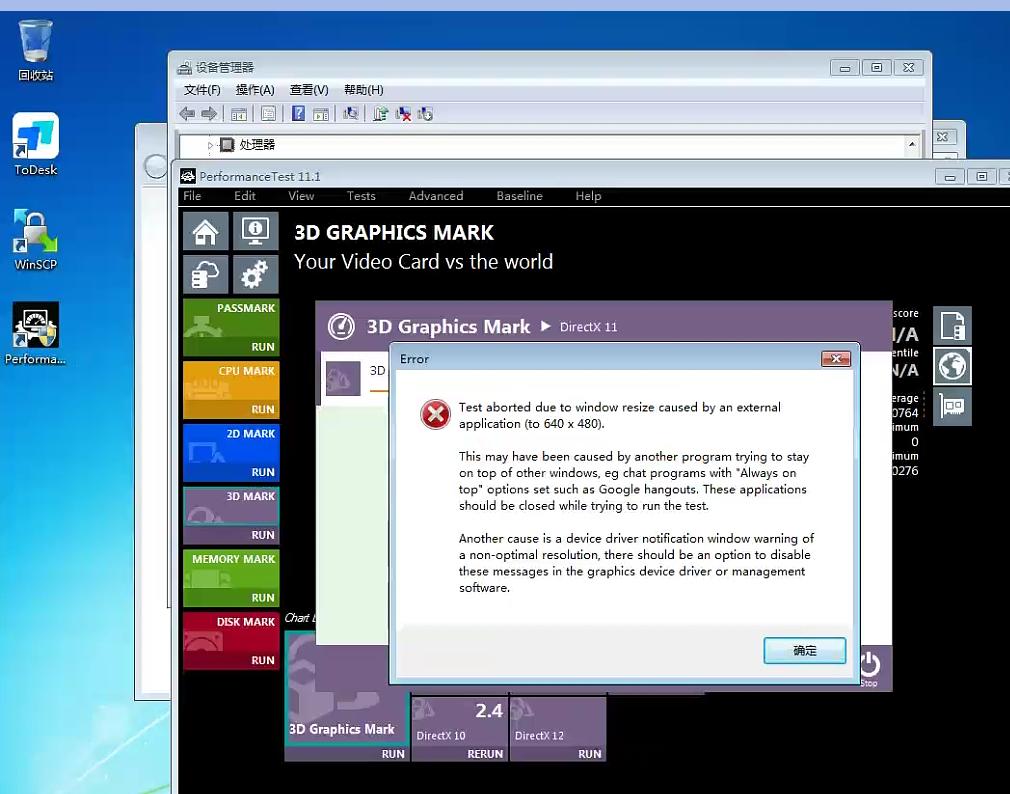 回收站
ToDesk
WinSCP
Performa...
设备管理器
文件(F) 操作(A) 查看(V) 帮助(H)
处理器
PerformanceTest 11.1
File Edit View Tests Advanced Baseline Help
3D GRAPHICS MARK
Your Video Card vs the world
PASSMARK
RUN
CPU MARK
RUN
2D MARK
RUN
3D MARK
RUN
MEMORY MARK
RUN
DISK MARK
RUN
3D Graphics Mark ▶ DirectX 11
3D
score
/A
entile
N/A
erage
0764
imum
0
imum
0276
Error
Test aborted due to window resize caused by an external
application (to 640 x 480).
This may have been caused by another program trying to stay
on top of other windows, eg chat programs with "Always on
top" options set such as Google hangouts. These applications
should be closed while trying to run the test.
Another cause is a device driver notification window warning of
a non-optimal resolution, there should be an option to disable
these messages in the graphics device driver or management
software.
确定
Stop
Chart
3D Graphics Mark
RUN
2.4
DirectX 10
RERUN
DirectX 12
RUN